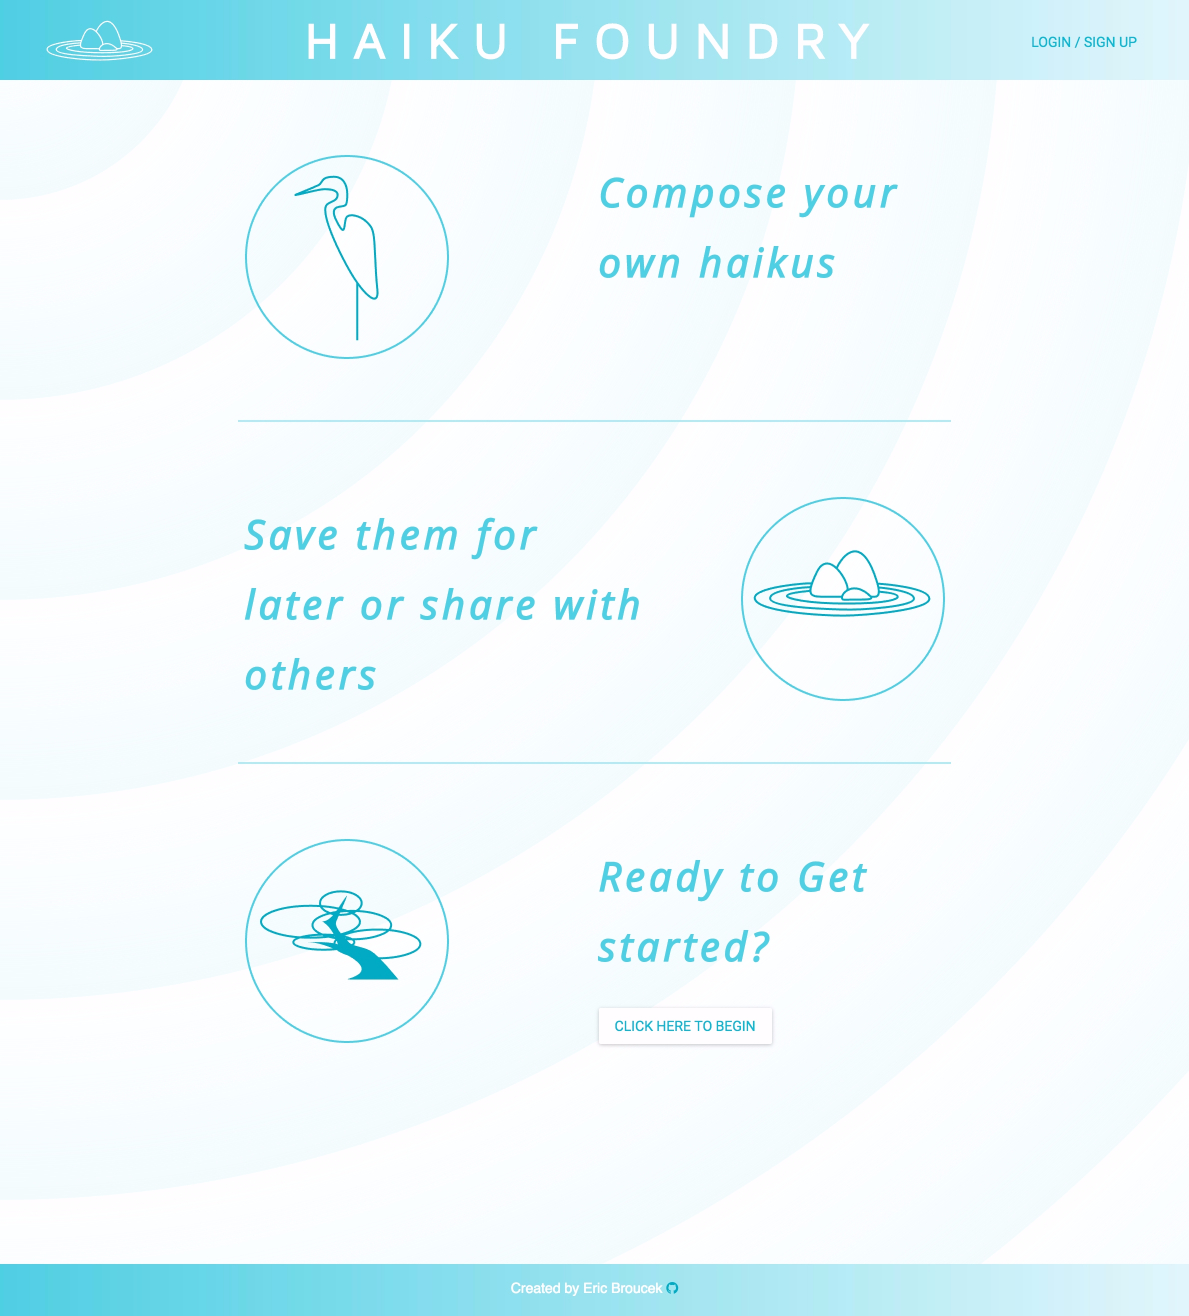 HAIKU FOUNDRY
LOGIN / SIGN UP
Compose your
own haikus
Save them for
later or share with
others
Ready to Get
started?
CLICK HERE TO BEGIN
Created by Eric Broucek